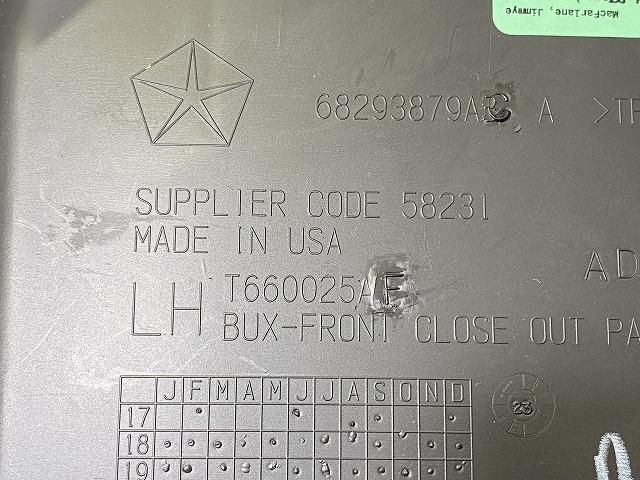 MacFarlane, Jimmye
68293879A A >TP
SUPPLIER CODE 58231
MADE IN USA
AD
LH T660025AF
BUX-FRONT CLOSE OUT PA
J F M A M J J A S O N D
17
23
18
19